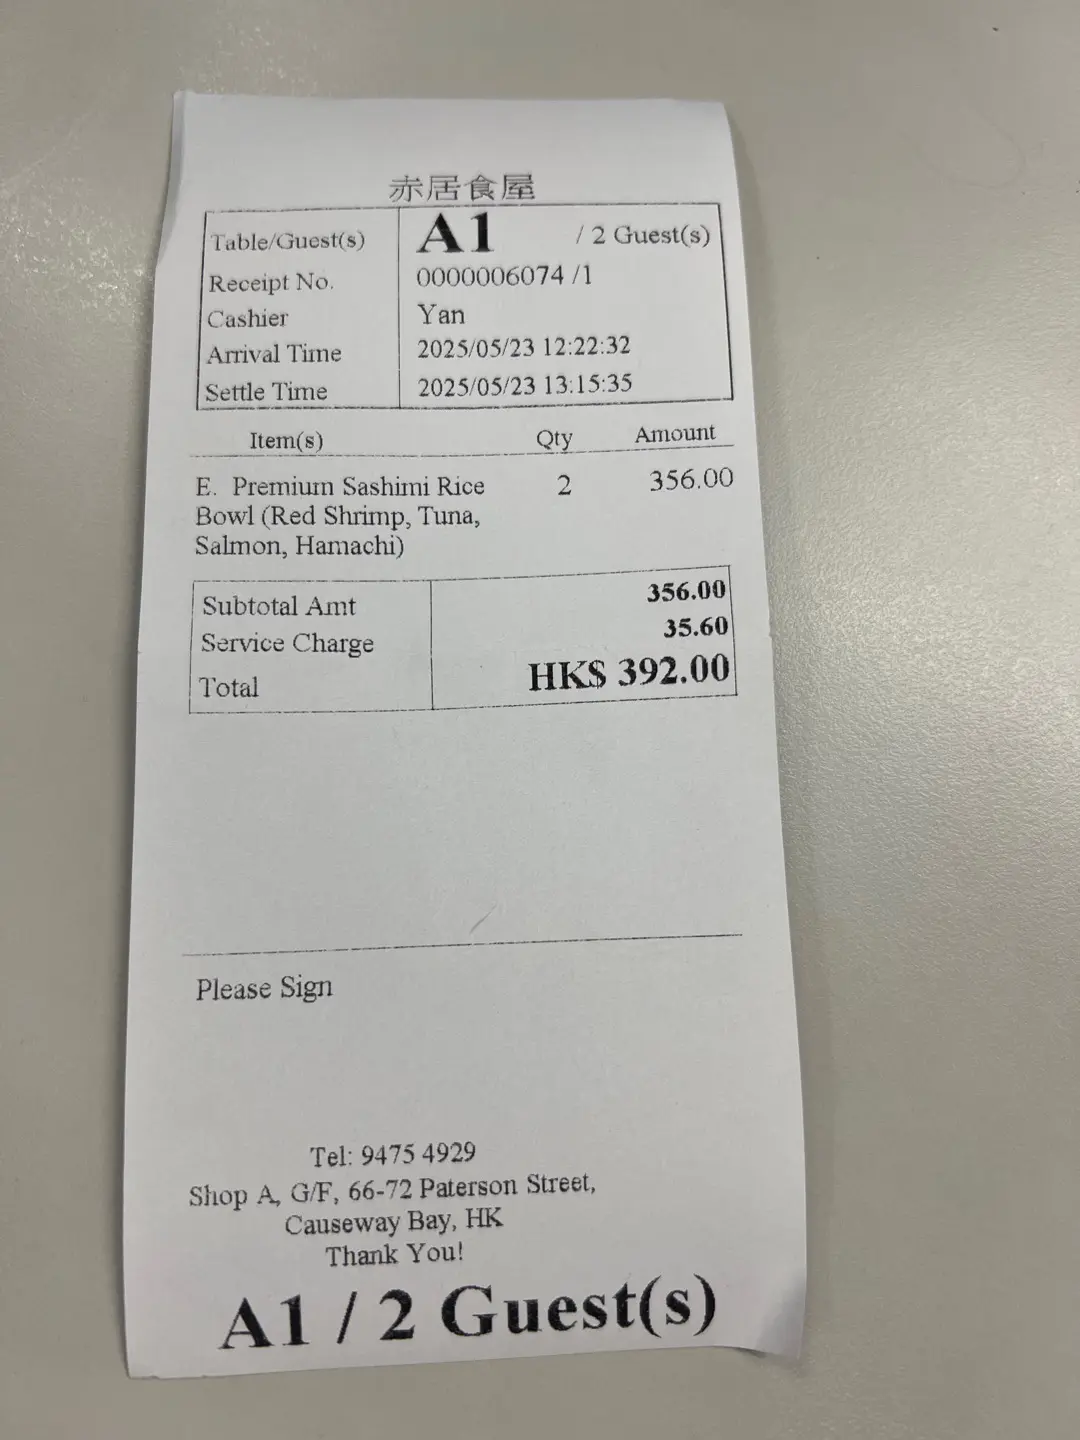 赤居食屋
Table/Guest(s) A1 / 2 Guest(s)
Receipt No. 0000006074 /1
Cashier Yan
Arrival Time 2025/05/23 12:22:32
Settle Time 2025/05/23 13:15:35
Item(s) Qty Amount
E. Premium Sashimi Rice 2 356.00
Bowl (Red Shrimp, Tuna,
Salmon, Hamachi)
Subtotal Amt 356.00
Service Charge 35.60
Total HK$ 392.00
Please Sign
Tel: 9475 4929
Shop A, G/F, 66-72 Paterson Street,
Causeway Bay, HK
Thank You!
A1 / 2 Guest(s)